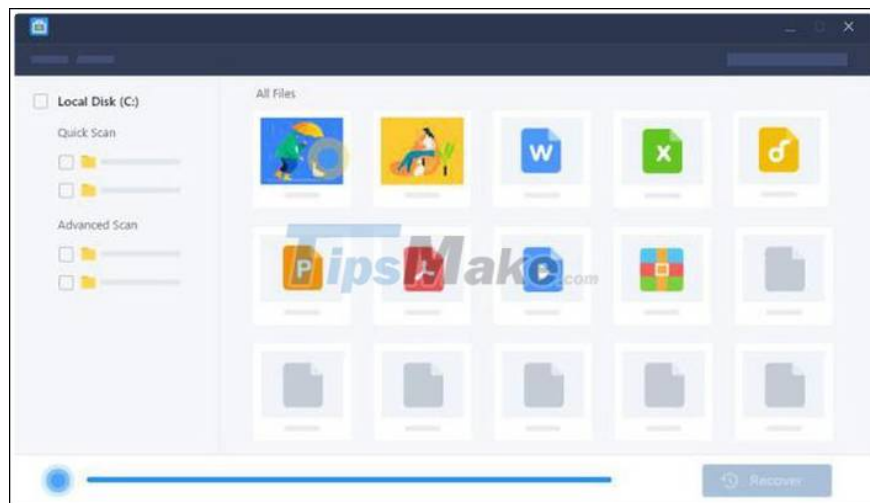 Local Disk (C:)
All Files
Quick Scan
W
X
Advanced Scan
P
TipsMake.com
Recover